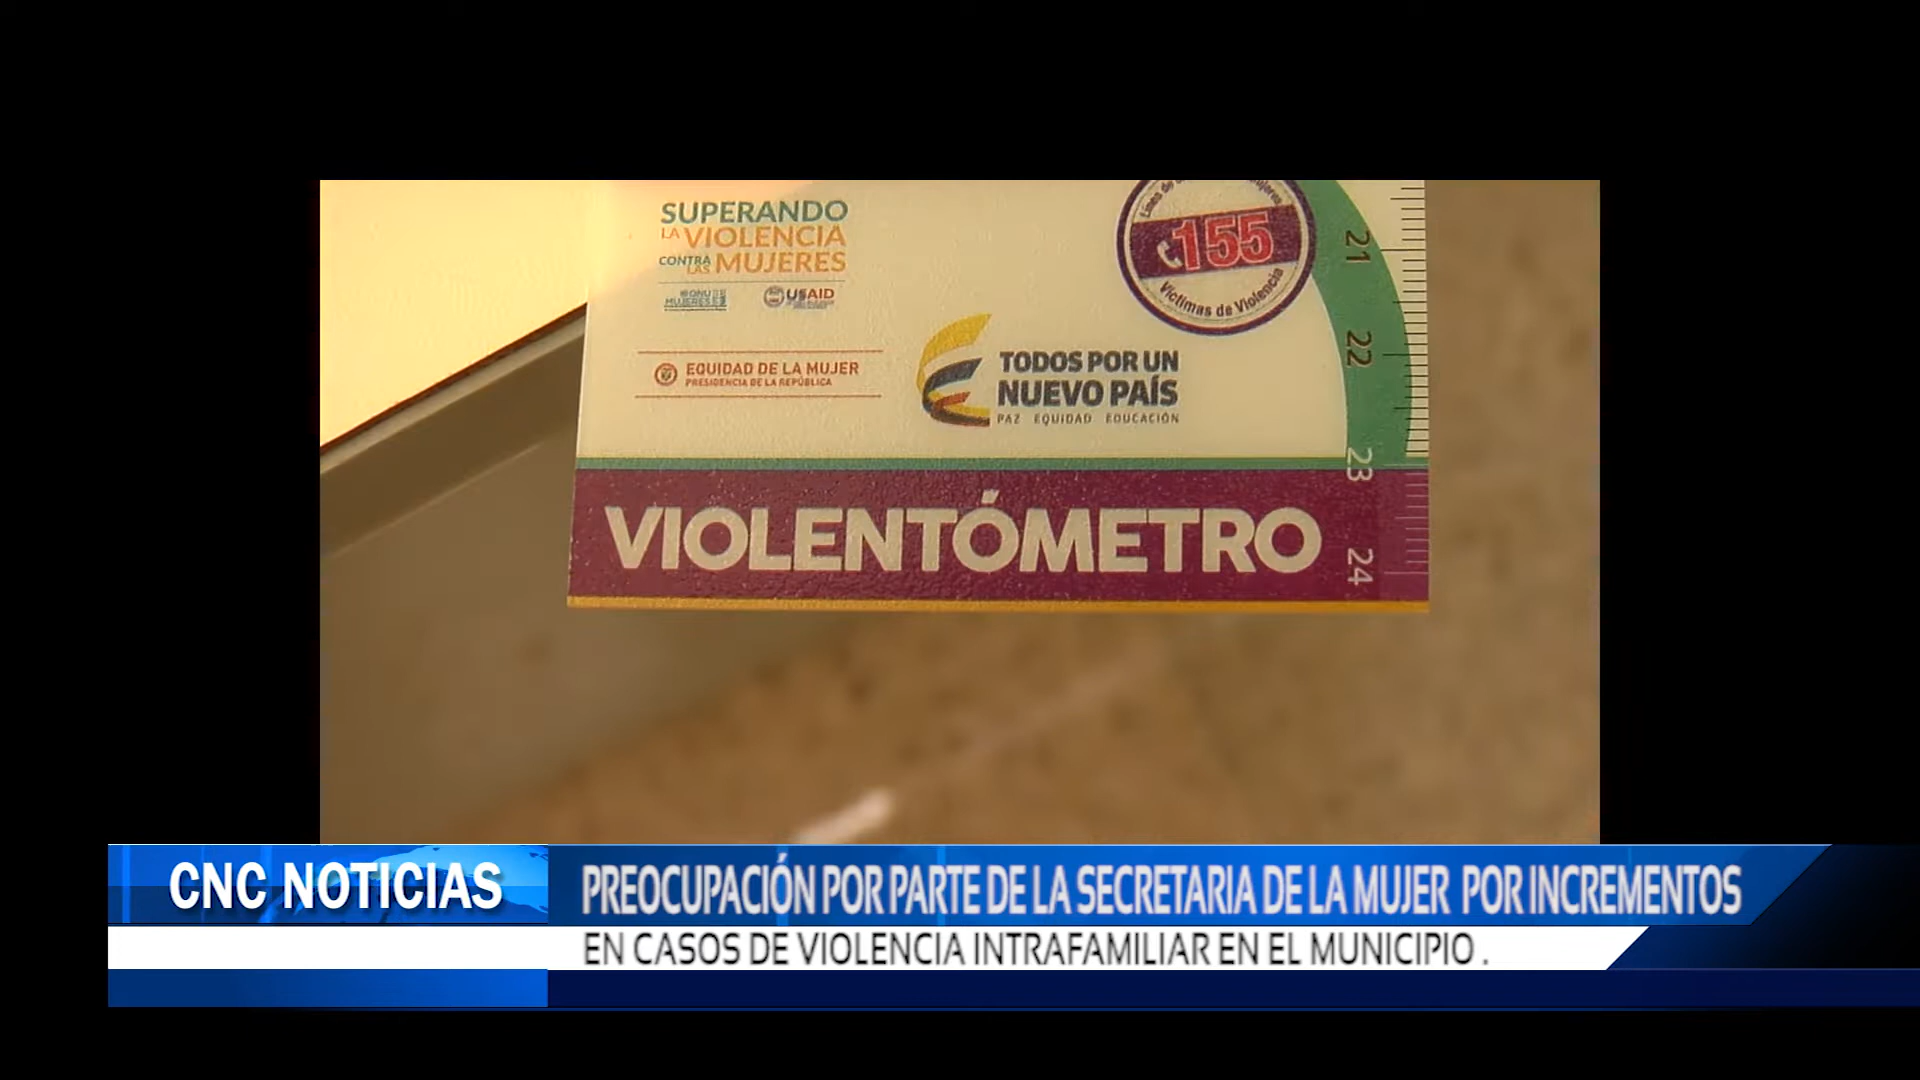 SUPERANDO
LA VIOLENCIA
CONTRA
LAS MUJERES
ONU
MUJERES
USAID
EQUIDAD DE LA MUJER
PRESIDENCIA DE LA REPÚBLICA
TODOS POR UN
NUEVO PAÍS
PAZ EQUIDAD EDUCACIÓN
155
Víctimas de Violencia
21
22
23
24
VIOLENTÓMETRO
CNC NOTICIAS
PREOCUPACIÓN POR PARTE DE LA SECRETARIA DE LA MUJER POR INCREMENTOS
EN CASOS DE VIOLENCIA INTRAFAMILIAR EN EL MUNICIPIO .